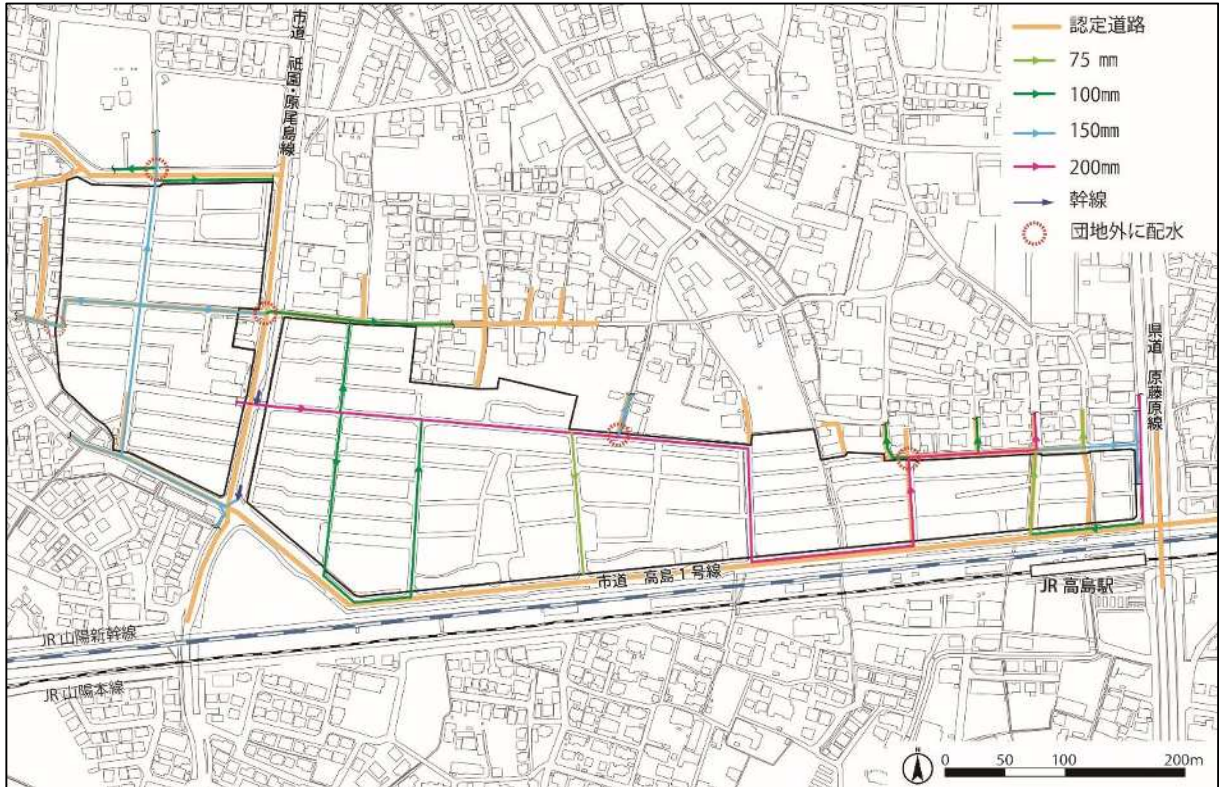 認定道路
75 mm
100mm
150mm
200mm
幹線
団地外に配水
市道 祇園・原尾島線
県道 原藤原線
市道 高島１号線
JR 高島駅
JR 山陽新幹線
JR 山陽本線
N
0 50 100 200m